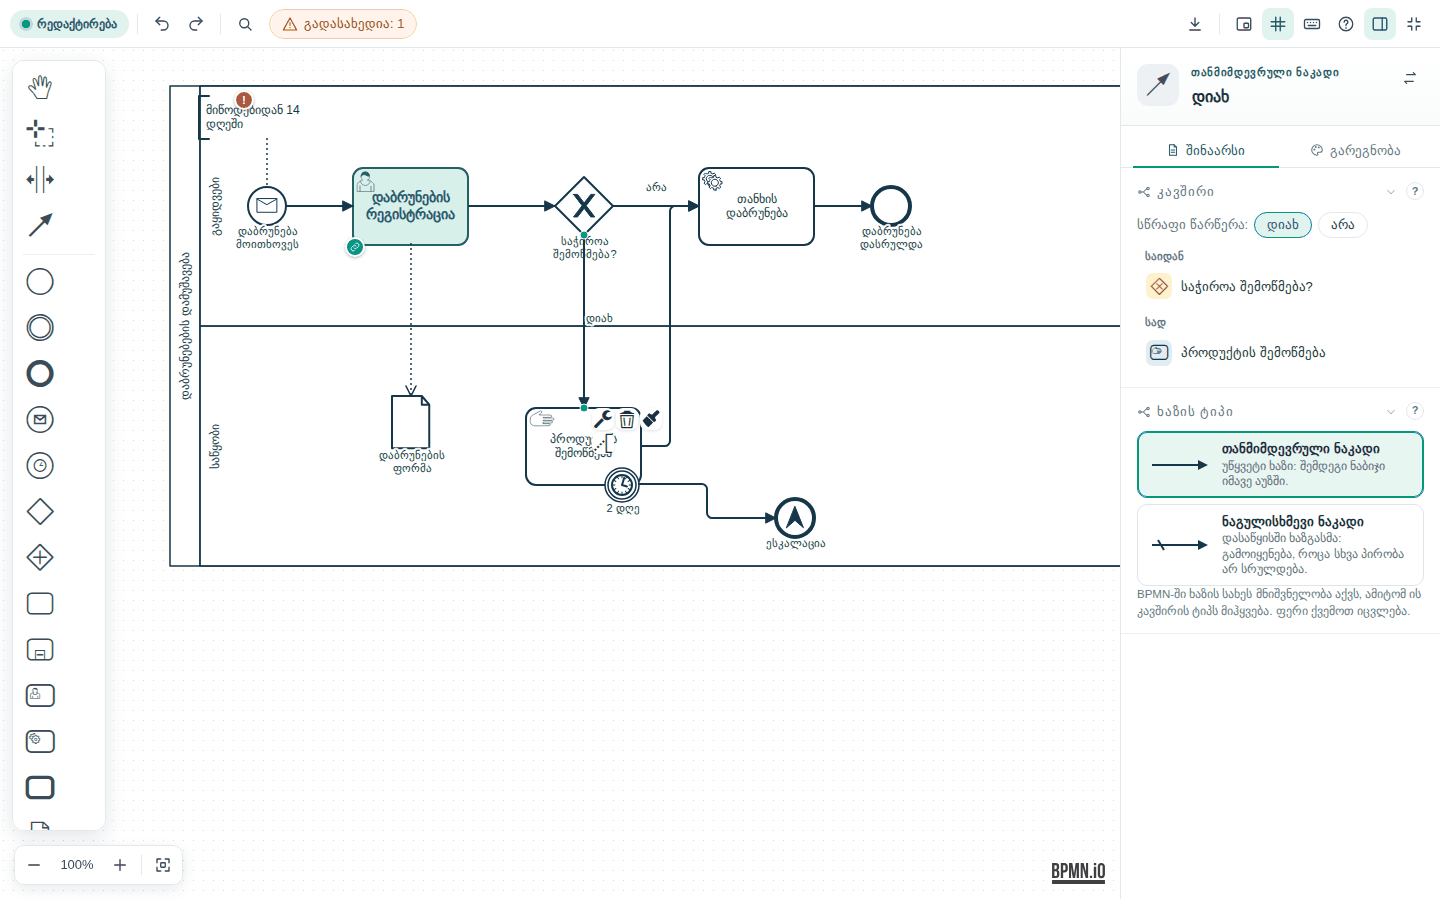 რედაქტირება
გადასახედია: 1
თანმიმდევრული ნაკადი
დიახ
შინაარსი
გარეგნობა
კავშირი
?
სწრაფი წარწერა:
დიახ
არა
საიდან
საჭიროა შემოწმება?
სად
პროდუქტის შემოწმება
ხაზის ტიპი
?
თანმიმდევრული ნაკადი
უწყვეტი ხაზი: შემდეგი ნაბიჯი
იმავე აუზში.
ნაგულისხმევი ნაკადი
დასაწყისში ხაზგასმა:
გამოიყენება, როცა სხვა პირობა
არ სრულდება.
BPMN-ში ხაზის სახეს მნიშვნელობა აქვს, ამიტომ ის
კავშირის ტიპს მიჰყვება. ფერი ქვემოთ იცვლება.
დაბრუნების დამუშავება
გაყიდვები
საწყობი
!
მიწოდებიდან 14
დღეში
დაბრუნება
მოითხოვეს
დაბრუნების
რეგისტრაცია
საჭიროა
შემოწმება?
არა
თანხის
დაბრუნება
დაბრუნება
დასრულდა
დიახ
დაბრუნების
ფორმა
2 დღე
ესკალაცია
100%
BPMN.iO